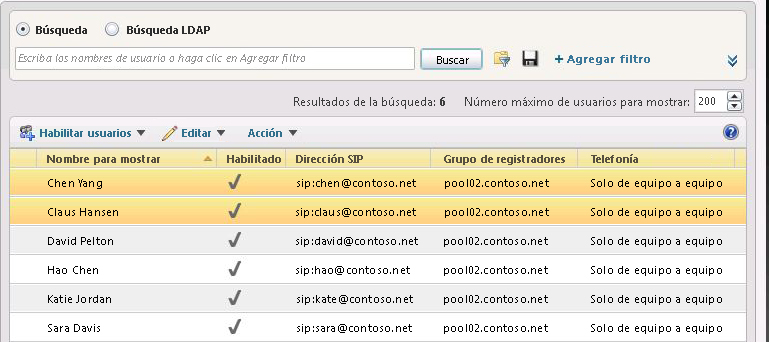 Búsqueda Búsqueda LDAP
Escriba los nombres de usuario o haga clic en Agregar filtro Buscar + Agregar filtro
Resultados de la búsqueda: 6 Número máximo de usuarios para mostrar: 200
Habilitar usuarios Editar Acción ?
Nombre para mostrar Habilitado Dirección SIP Grupo de registradores Telefonía
Chen Yang sip:chen@contoso.net pool02.contoso.net Solo de equipo a equipo
Claus Hansen sip:claus@contoso.net pool02.contoso.net Solo de equipo a equipo
David Pelton sip:david@contoso.net pool02.contoso.net Solo de equipo a equipo
Hao Chen sip:hao@contoso.net pool02.contoso.net Solo de equipo a equipo
Katie Jordan sip:kate@contoso.net pool02.contoso.net Solo de equipo a equipo
Sara Davis sip:sara@contoso.net pool02.contoso.net Solo de equipo a equipo